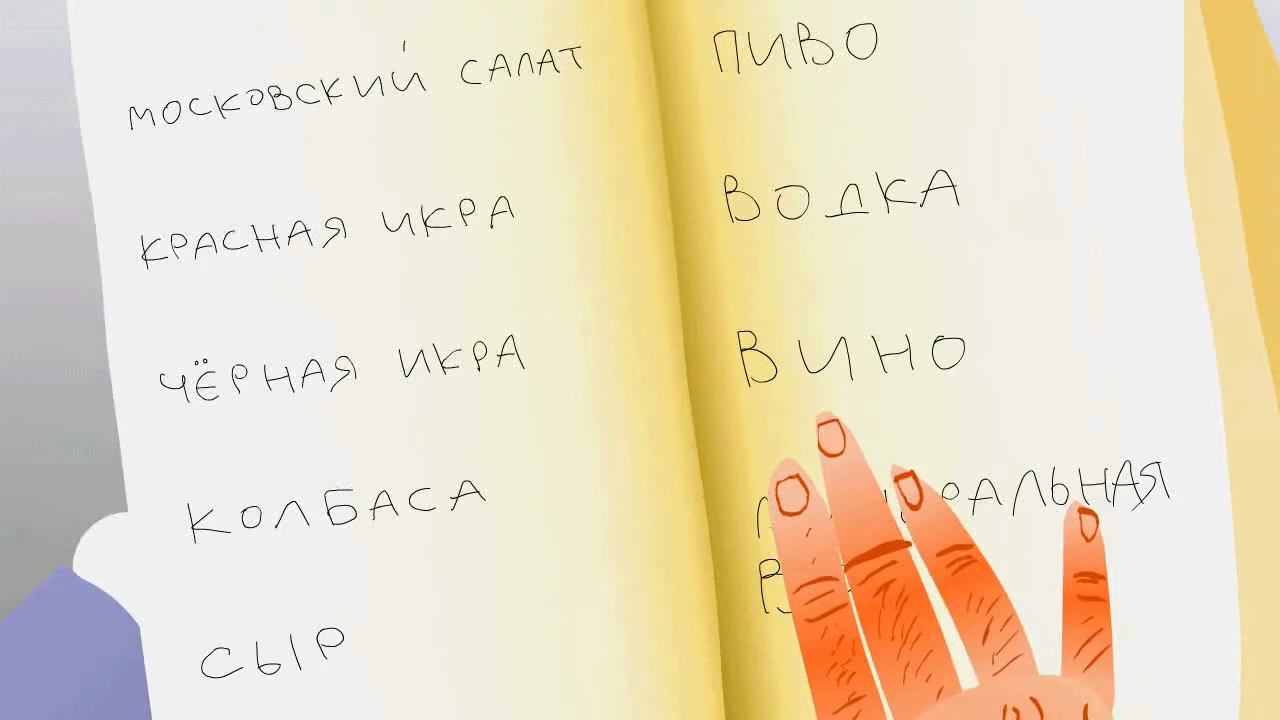 МОСКОВСКИЙ САЛАТ
КРАСНАЯ ИКРА
ЧЁРНАЯ ИКРА
КОЛБАСА
СЫР
ПИВО
ВОДКА
ВИНО